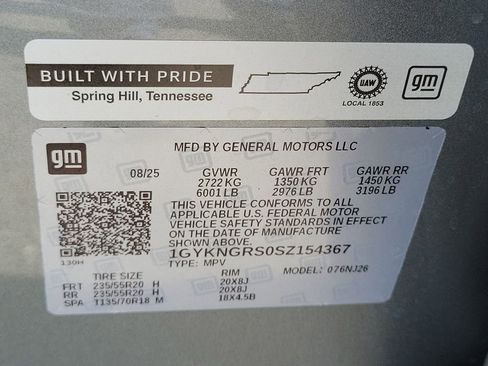 BUILT WITH PRIDE
Spring Hill, Tennessee
UAW
LOCAL 1853
gm
gm
MFD BY GENERAL MOTORS LLC
08/25 GVWR GAWR FRT GAWR RR
2722 KG 1350 KG 1450 KG
6001 LB 2976 LB 3196 LB
THIS VEHICLE CONFORMS TO ALL
APPLICABLE U.S. FEDERAL MOTOR
VEHICLE SAFETY STANDARDS IN EFFECT
ON THE DATE OF MANUFACTURE
SHOWN ABOVE.
1GYKNGRS0SZ154367
130H TYPE: MPV MODEL: 076NJ26
TIRE SIZE RIM
FRT 235/55R20 H 20X8J
RR 235/55R20 H 20X8J
SPA T135/70R18 M 18X4.5B